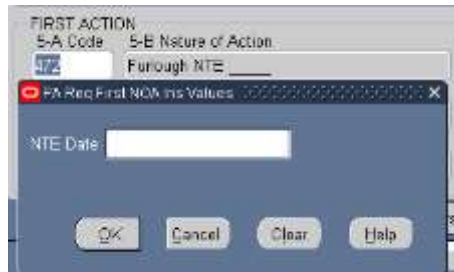 FIRST ACTION
5-A Code 5-B Nature of Action
472 Furlough NTE _____
PA Req First NOA Ins Values
NTE Date
OK Cancel Clear Help